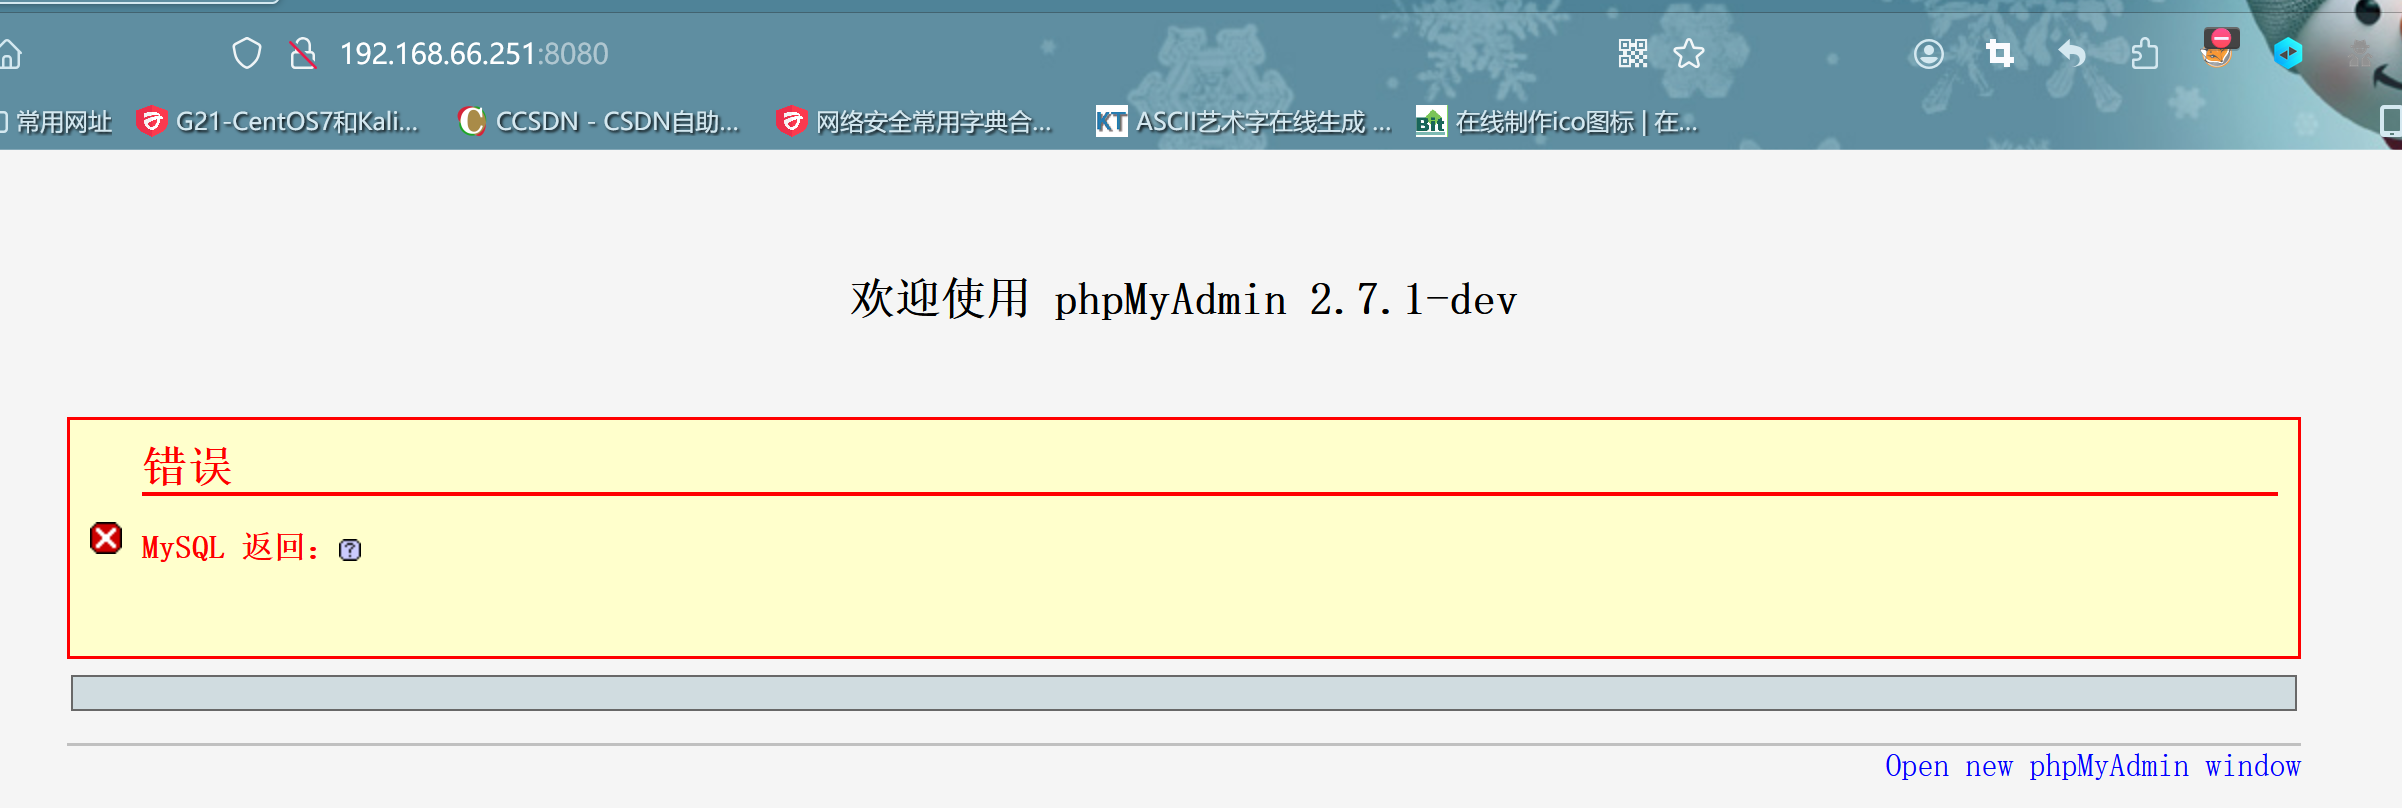 192.168.66.251:8080
常用网址 G21-CentOS7和Kali... CCSDN - CSDN自助... 网络安全常用字典合... KT ASCII艺术字在线生成 ... Bit 在线制作ico图标 | 在...
欢迎使用 phpMyAdmin 2.7.1-dev
错误
MySQL 返回：
Open new phpMyAdmin window